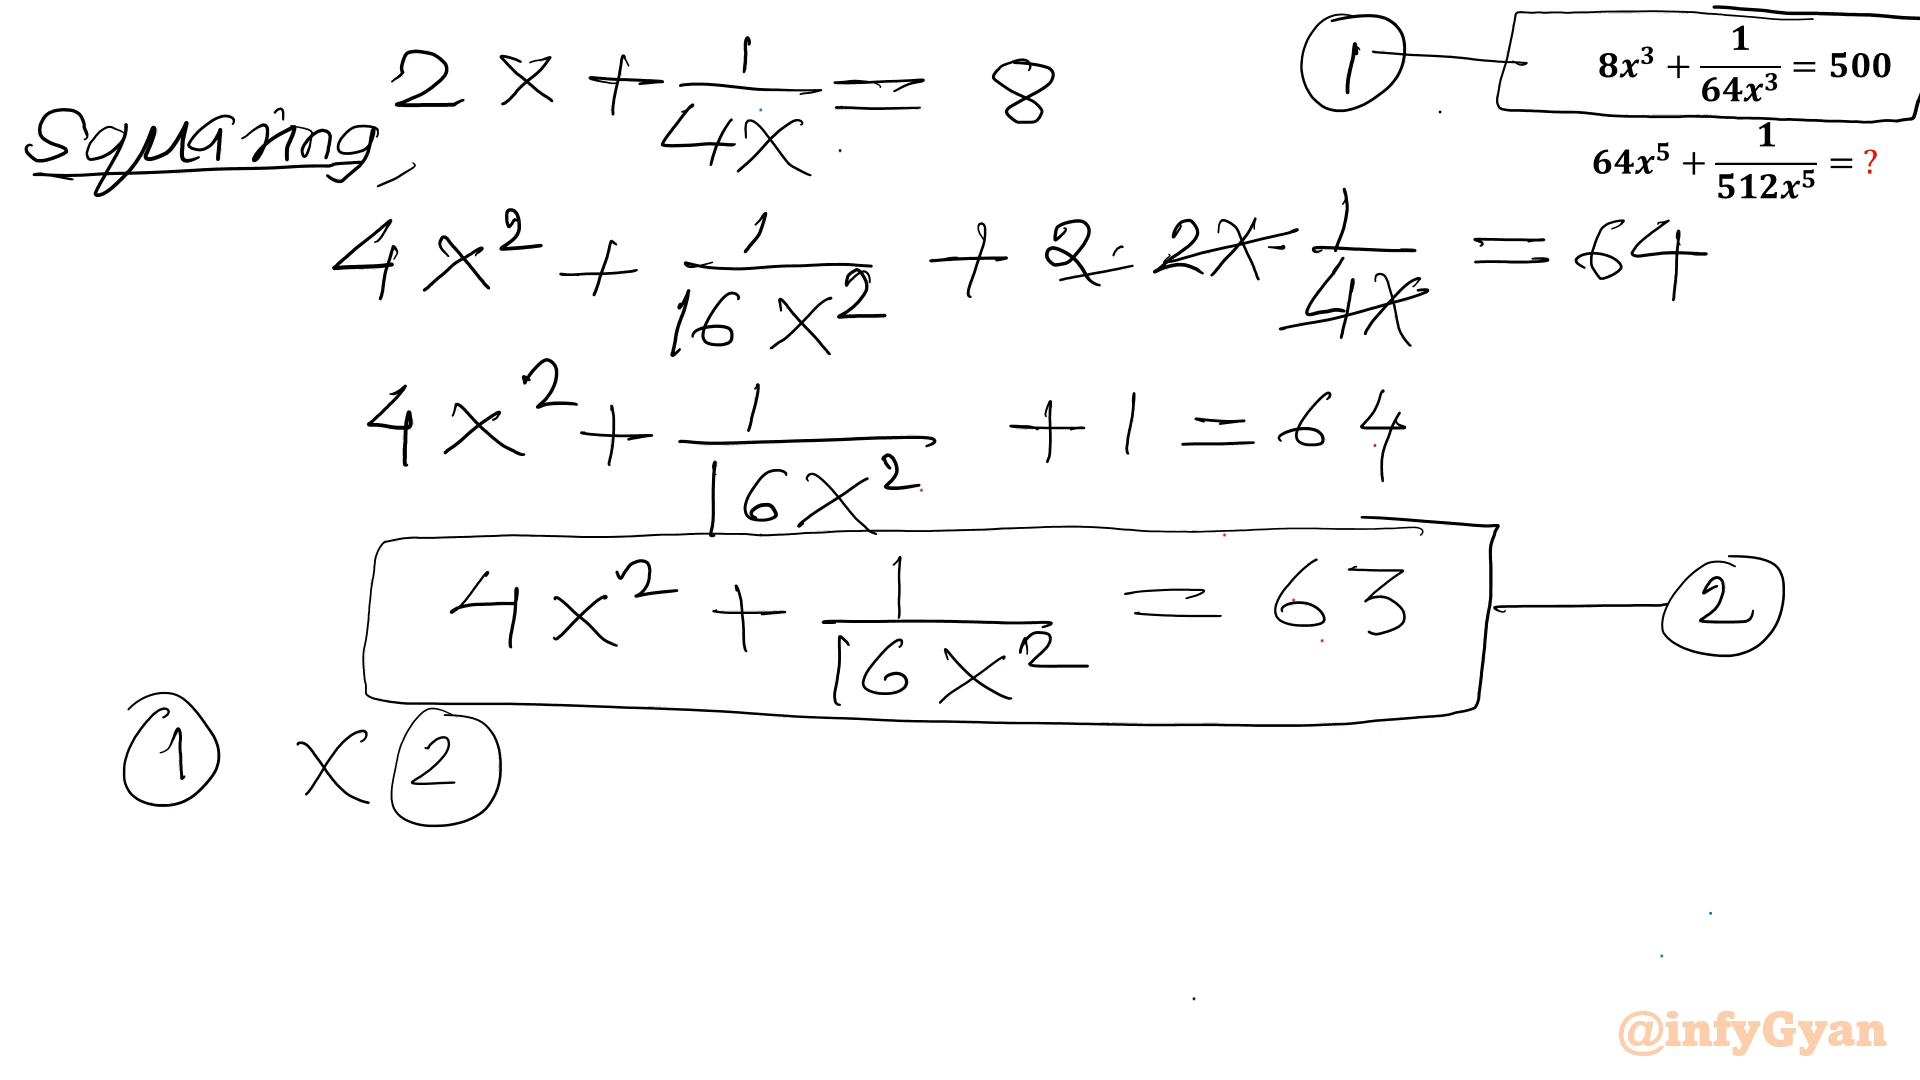 2x + 1/4x = 8
① 8x³ + 1/64x³ = 500
Squaring,
64x⁵ + 1/512x⁵ = ?
4x² + 1/16x² + 2·2x·1/4x = 64
4x² + 1/16x² + 1 = 64
4x² + 1/16x² = 63 ②
① × ②
@infyGyan